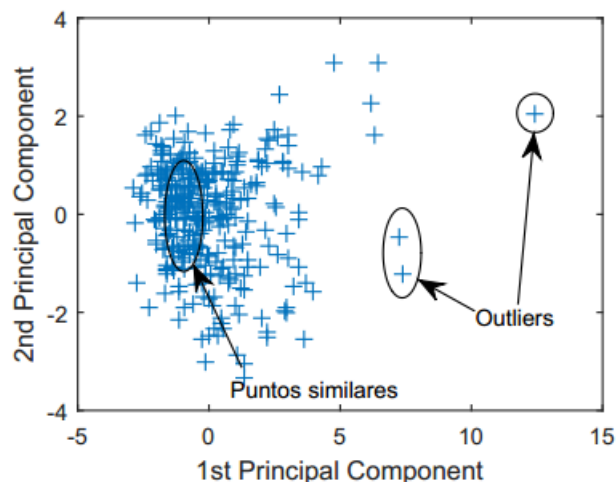 4
2
0
-2
-4
2nd Principal Component
Outliers
Puntos similares
-5
0
5
10
15
1st Principal Component